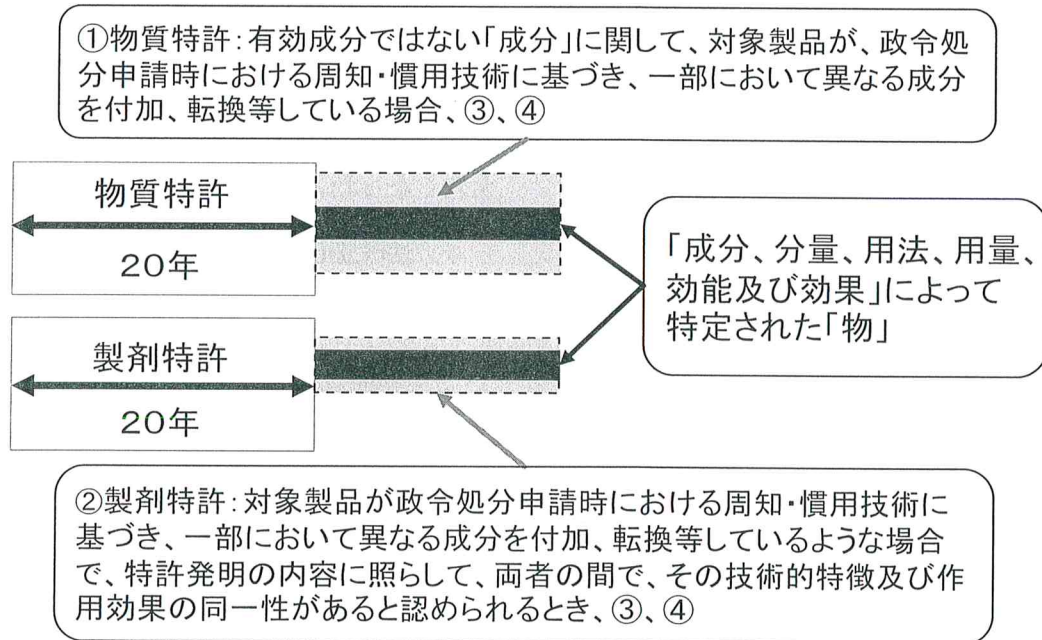 ①物質特許：有効成分ではない「成分」に関して、対象製品が、政令処
分申請時における周知・慣用技術に基づき、一部において異なる成分
を付加、転換等している場合、③、④
物質特許
20年
「成分、分量、用法、用量、
効能及び効果」によって
特定された「物」
製剤特許
20年
②製剤特許：対象製品が政令処分申請時における周知・慣用技術に
基づき、一部において異なる成分を付加、転換等しているような場合
で、特許発明の内容に照らして、両者の間で、その技術的特徴及び作
用効果の同一性があると認められるとき、③、④